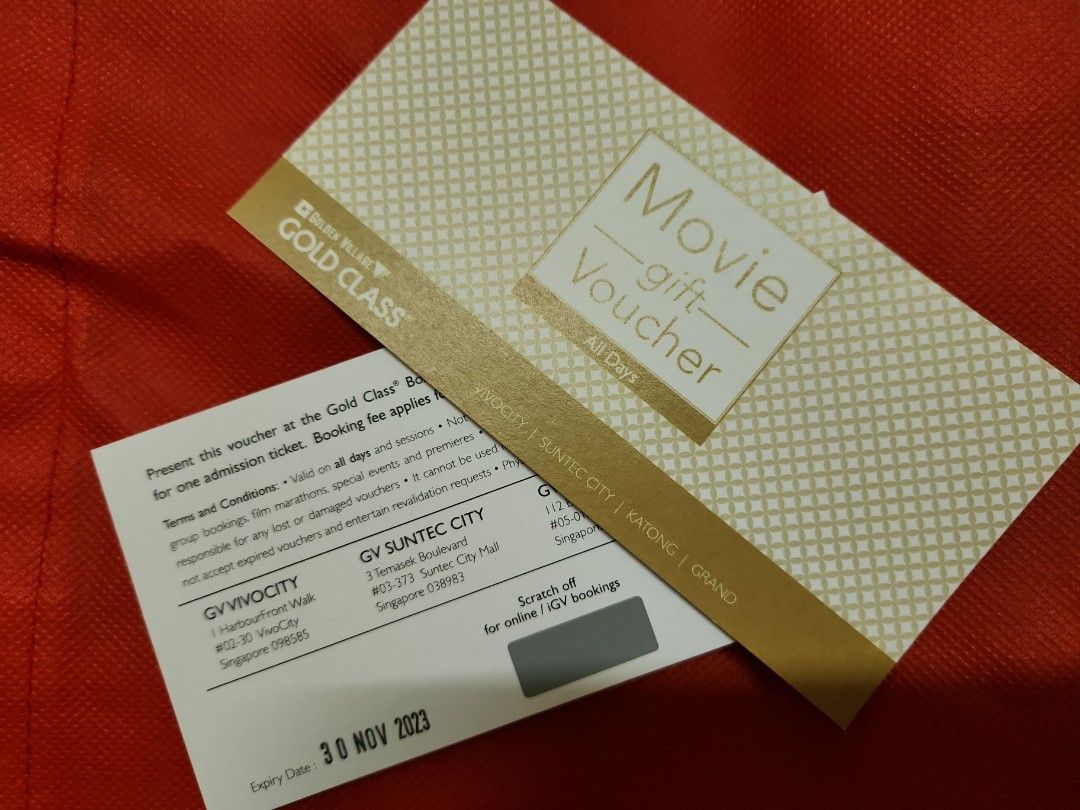 Movie
gift
Voucher
All Days
GOLDEN VILLAGE
GOLD CLASS®
VIVOCITY | SUNTEC CITY | KATONG | GRAND
Present this voucher at the Gold Class®
for one admission ticket. Booking fee applies
Terms and Conditions: • Valid on all days and sessions •
group bookings, film marathons, special events and premieres •
responsible for any lost or damaged vouchers • It cannot be used
not accept expired vouchers and entertain revalidation requests •
GV VIVOCITY
1 HarbourFront Walk
#02-30 VivoCity
Singapore 098585
GV SUNTEC CITY
3 Temasek Boulevard
#03-373 Suntec City Mall
Singapore 038983
112
Singapore
Scratch off
for online / iGV bookings
Expiry Date : 30 NOV 2023